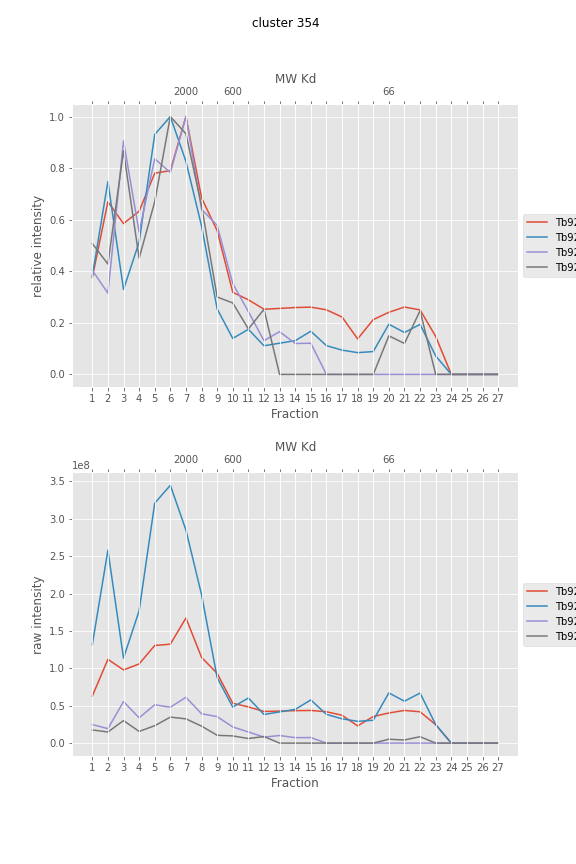 cluster 354
MW Kd
2000 600 66
1.0
0.8
0.6
0.4
0.2
0.0
relative intensity
Tb92
Tb92
Tb92
Tb92
1 2 3 4 5 6 7 8 9 10 11 12 13 14 15 16 17 18 19 20 21 22 23 24 25 26 27
Fraction
MW Kd
1e8 2000 600 66
3.5
3.0
2.5
2.0
1.5
1.0
0.5
0.0
raw intensity
Tb92
Tb92
Tb92
Tb92
1 2 3 4 5 6 7 8 9 10 11 12 13 14 15 16 17 18 19 20 21 22 23 24 25 26 27
Fraction